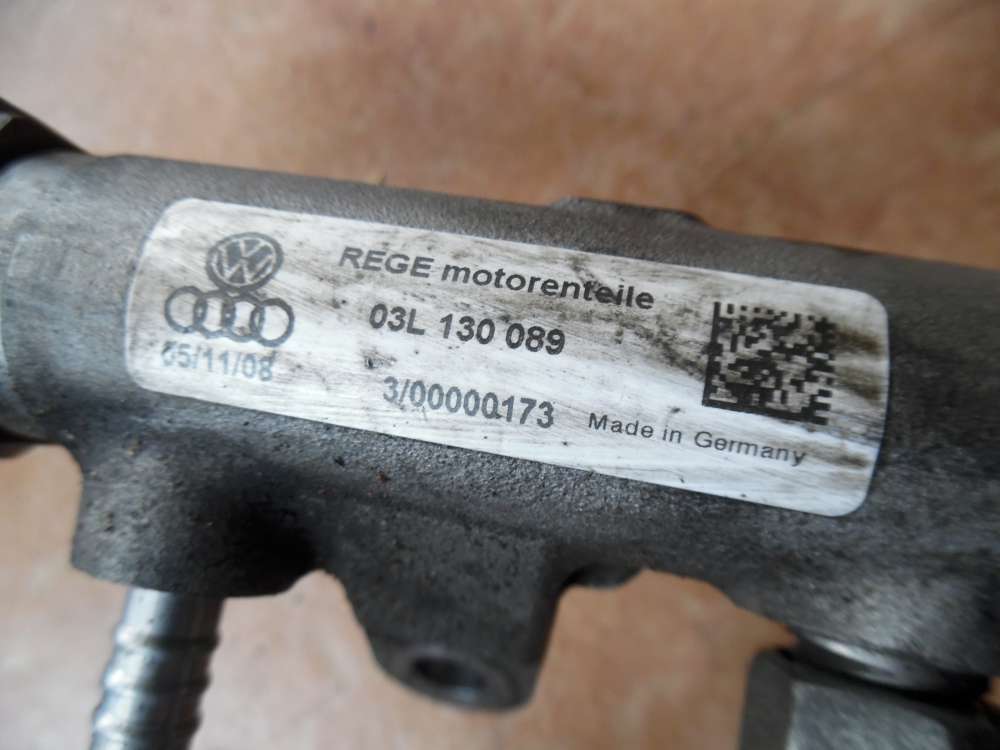 REGE motorenteile
03L 130 089
05/11/08
3/00000173
Made in Germany